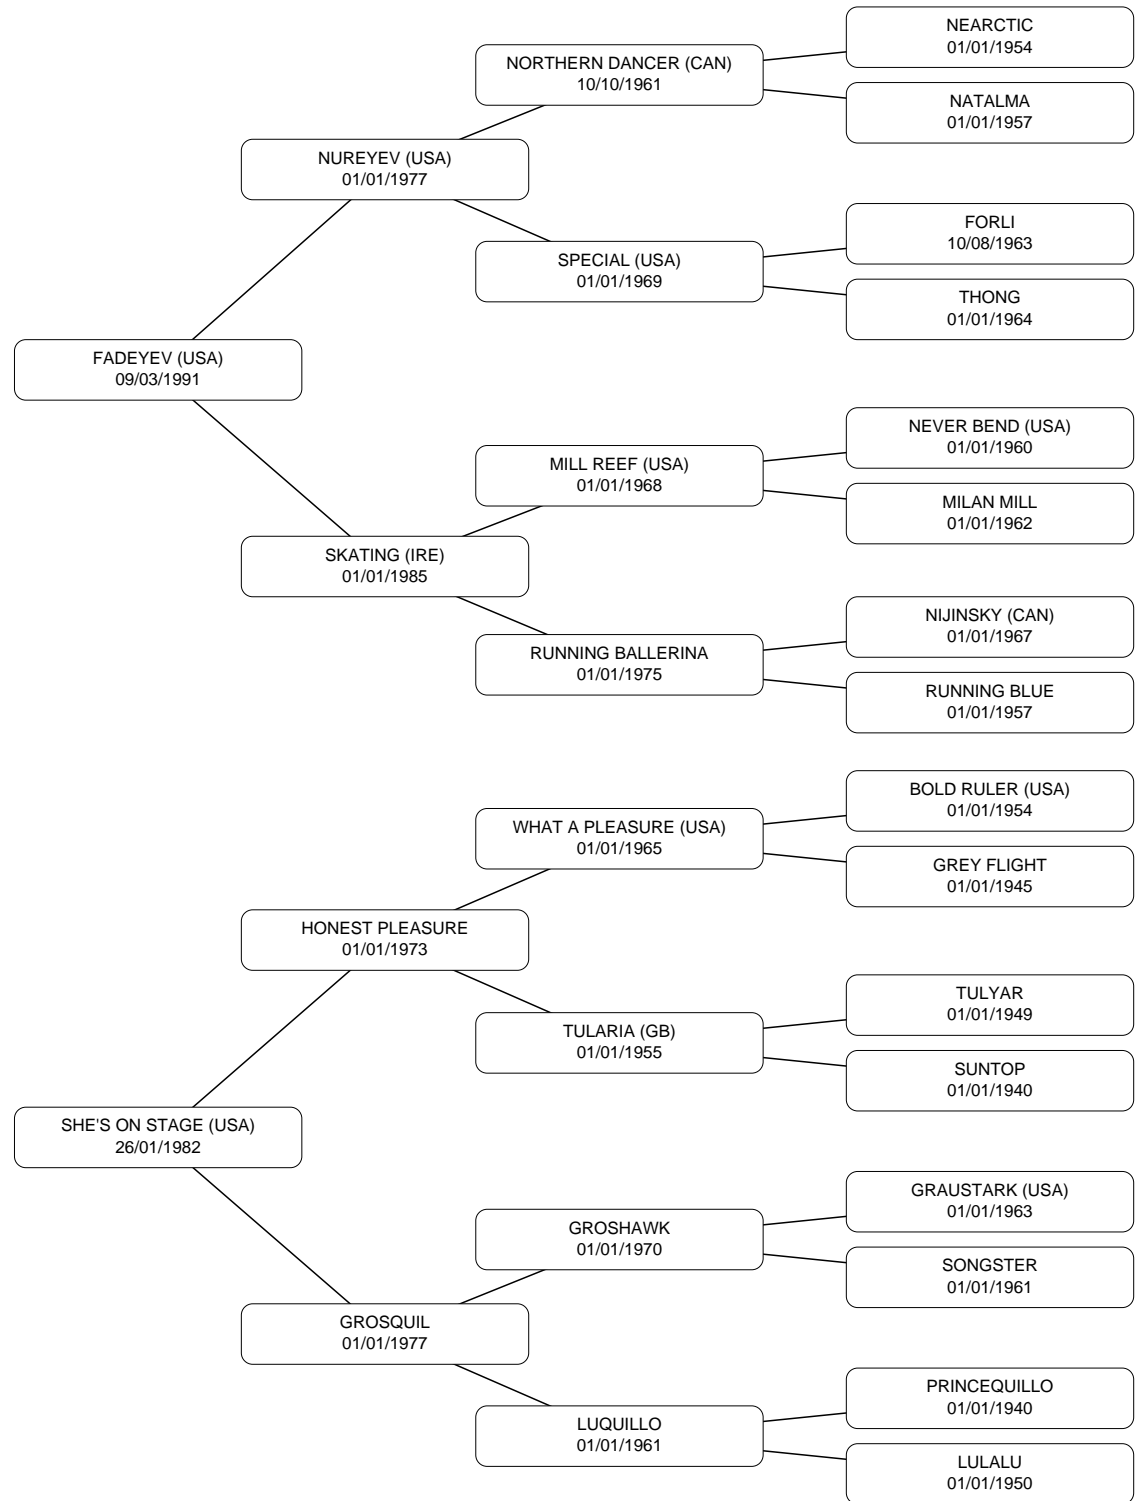 NEARCTIC
01/01/1954
NORTHERN DANCER (CAN)
10/10/1961
NATALMA
01/01/1957
NUREYEV (USA)
01/01/1977
FORLI
10/08/1963
SPECIAL (USA)
01/01/1969
THONG
01/01/1964
FADEYEV (USA)
09/03/1991
NEVER BEND (USA)
01/01/1960
MILL REEF (USA)
01/01/1968
MILAN MILL
01/01/1962
SKATING (IRE)
01/01/1985
NIJINSKY (CAN)
01/01/1967
RUNNING BALLERINA
01/01/1975
RUNNING BLUE
01/01/1957
BOLD RULER (USA)
01/01/1954
WHAT A PLEASURE (USA)
01/01/1965
GREY FLIGHT
01/01/1945
HONEST PLEASURE
01/01/1973
TULYAR
01/01/1949
TULARIA (GB)
01/01/1955
SUNTOP
01/01/1940
SHE'S ON STAGE (USA)
26/01/1982
GRAUSTARK (USA)
01/01/1963
GROSHAWK
01/01/1970
SONGSTER
01/01/1961
GROSQUIL
01/01/1977
PRINCEQUILLO
01/01/1940
LUQUILLO
01/01/1961
LULALU
01/01/1950